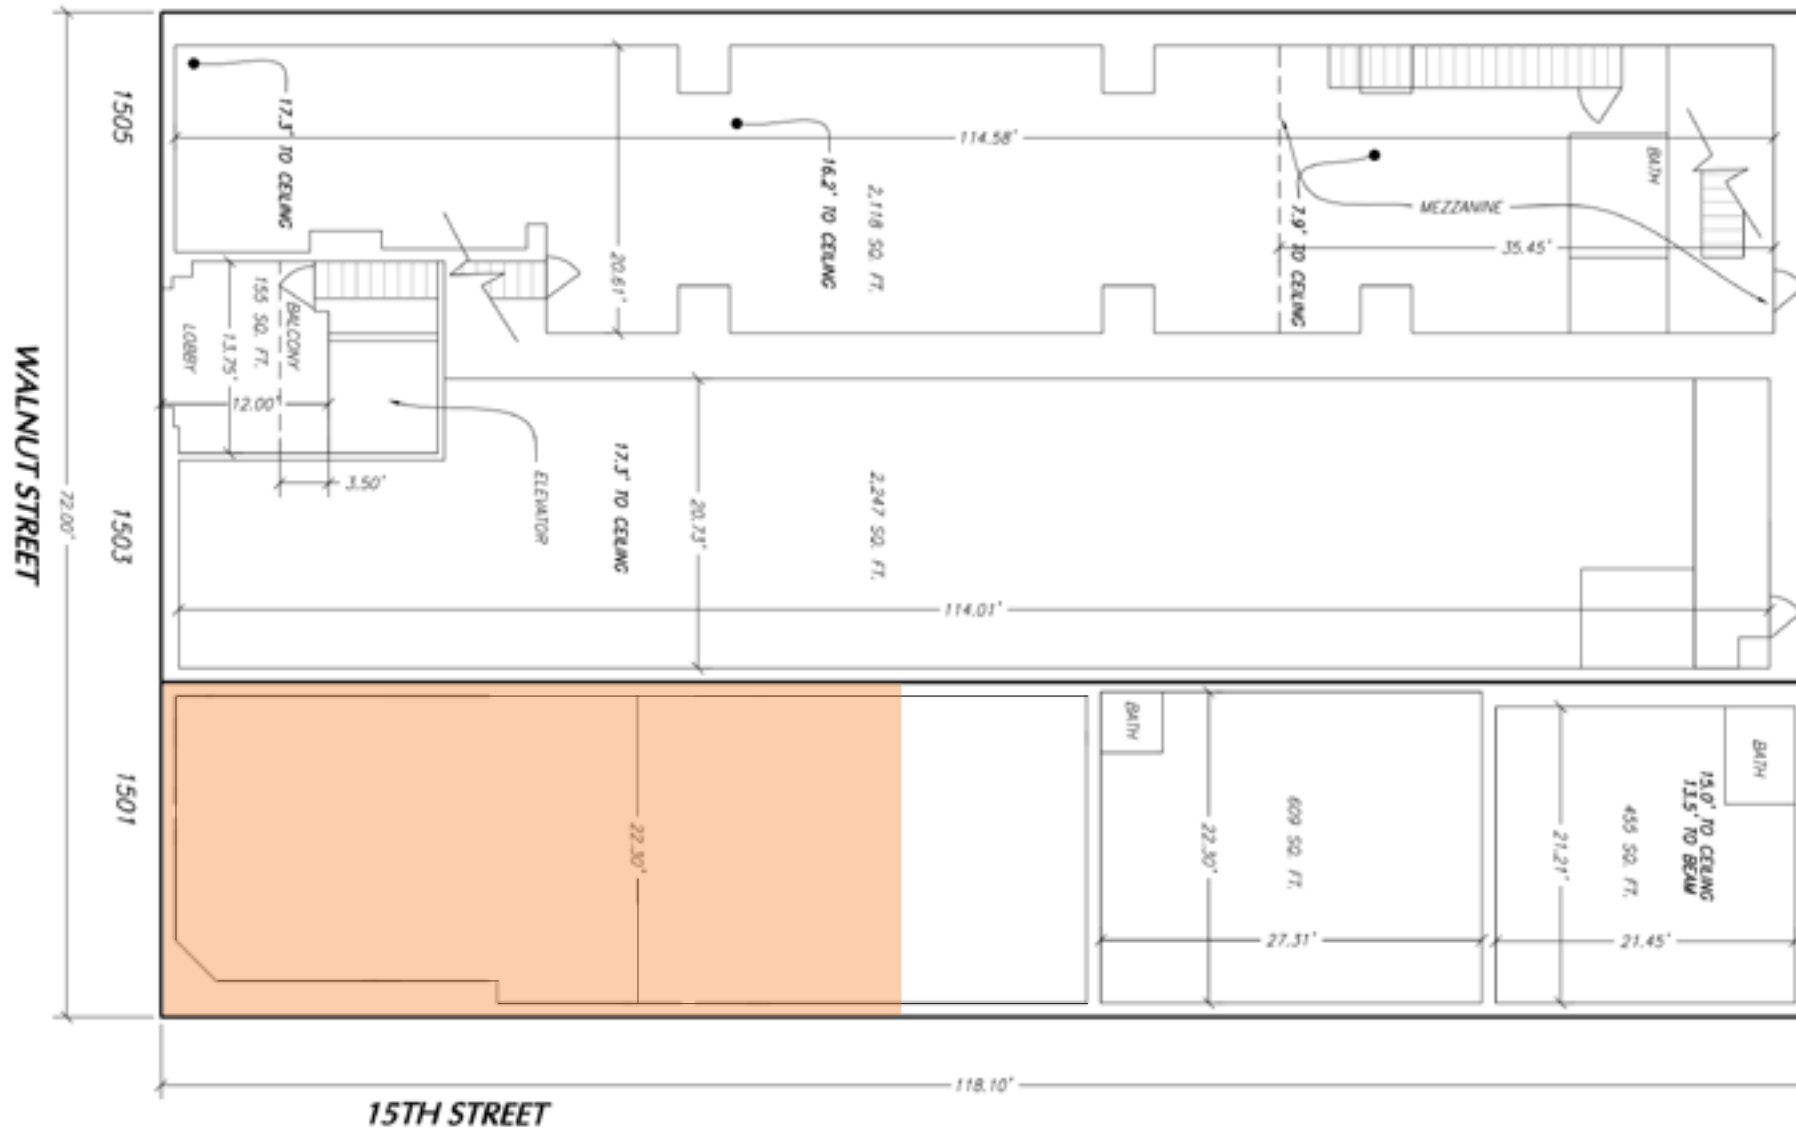 WALNUT STREET
72.00'
1505
1503
1501
17.3' TO CEILING
114.58'
16.2' TO CEILING
2,118 SQ. FT.
20.61'
7.9' TO CEILING
MEZZANINE
35.45'
BATH
LOBBY
13.75'
155 SQ. FT.
BALCONY
12.00'
3.50'
ELEVATOR
17.3' TO CEILING
20.73'
2,247 SQ. FT.
114.01'
22.30'
BATH
22.30'
609 SQ. FT.
27.31'
21.21'
455 SQ. FT.
15.0' TO CEILING
13.5' TO BEAM
BATH
21.45'
118.10'
15TH STREET